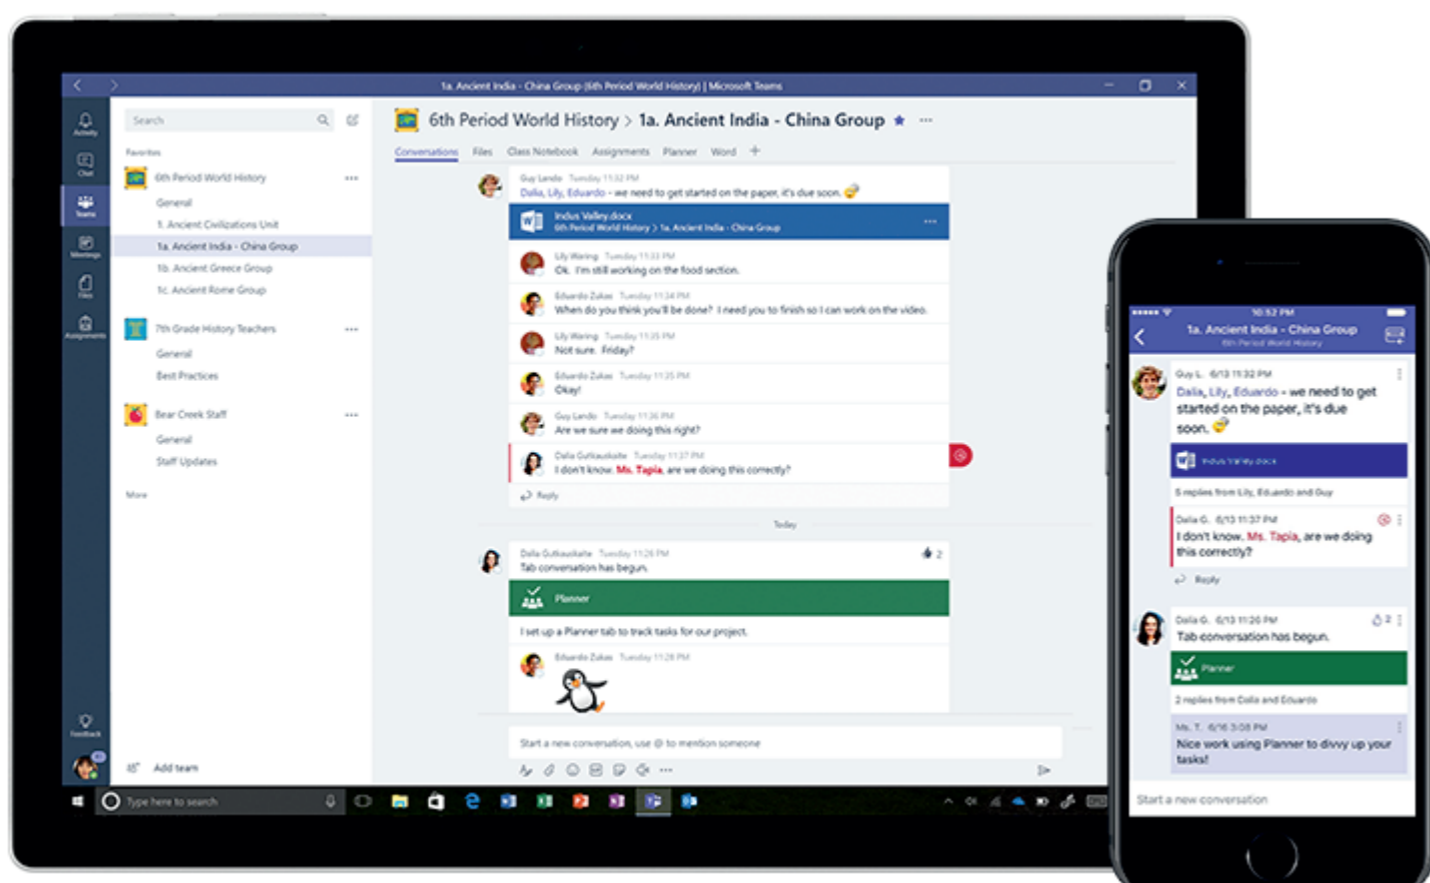 1a. Ancient India - China Group (6th Period World History) | Microsoft Teams
Activity
Chat
Teams
Meetings
Files
Assignments
Feedback
Search
Favorites
6th Period World History
General
1. Ancient Civilizations Unit
1a. Ancient India - China Group
1b. Ancient Greece Group
1c. Ancient Rome Group
7th Grade History Teachers
General
Best Practices
Bear Creek Staff
General
Staff Updates
More
Add team
6th Period World History > 1a. Ancient India - China Group
Conversations Files Class Notebook Assignments Planner Word +
Guy Lando Tuesday 11:32 PM
Dalia, Lily, Eduardo - we need to get started on the paper, it's due soon.
Indus Valley.docx
6th Period World History > 1a. Ancient India - China Group
Lily Waring Tuesday 11:33 PM
Ok. I'm still working on the food section.
Eduardo Zukas Tuesday 11:34 PM
When do you think you'll be done? I need you to finish so I can work on the video.
Lily Waring Tuesday 11:35 PM
Not sure. Friday?
Eduardo Zukas Tuesday 11:35 PM
Okay!
Guy Lando Tuesday 11:36 PM
Are we sure we doing this right?
Dalia Gutkauskaite Tuesday 11:37 PM
I don't know. Ms. Tapia, are we doing this correctly?
Reply
Today
Dalia Gutkauskaite Tuesday 11:26 PM
2
Tab conversation has begun.
Planner
I set up a Planner tab to track tasks for our project.
Eduardo Zukas Tuesday 11:28 PM
Start a new conversation, use @ to mention someone
Type here to search
10:52 PM
1a. Ancient India - China Group
6th Period World History
Guy L. 6/13 11:32 PM
Dalia, Lily, Eduardo - we need to get
started on the paper, it's due
soon.
Indus Valley.docx
5 replies from Lily, Eduardo and Guy
Dalia G. 6/13 11:37 PM
I don't know. Ms. Tapia, are we doing
this correctly?
Reply
Dalia G. 6/13 11:26 PM
2
Tab conversation has begun.
Planner
2 replies from Dalia and Eduardo
Ms. T. 6/16 3:08 PM
Nice work using Planner to divvy up your
tasks!
Start a new conversation